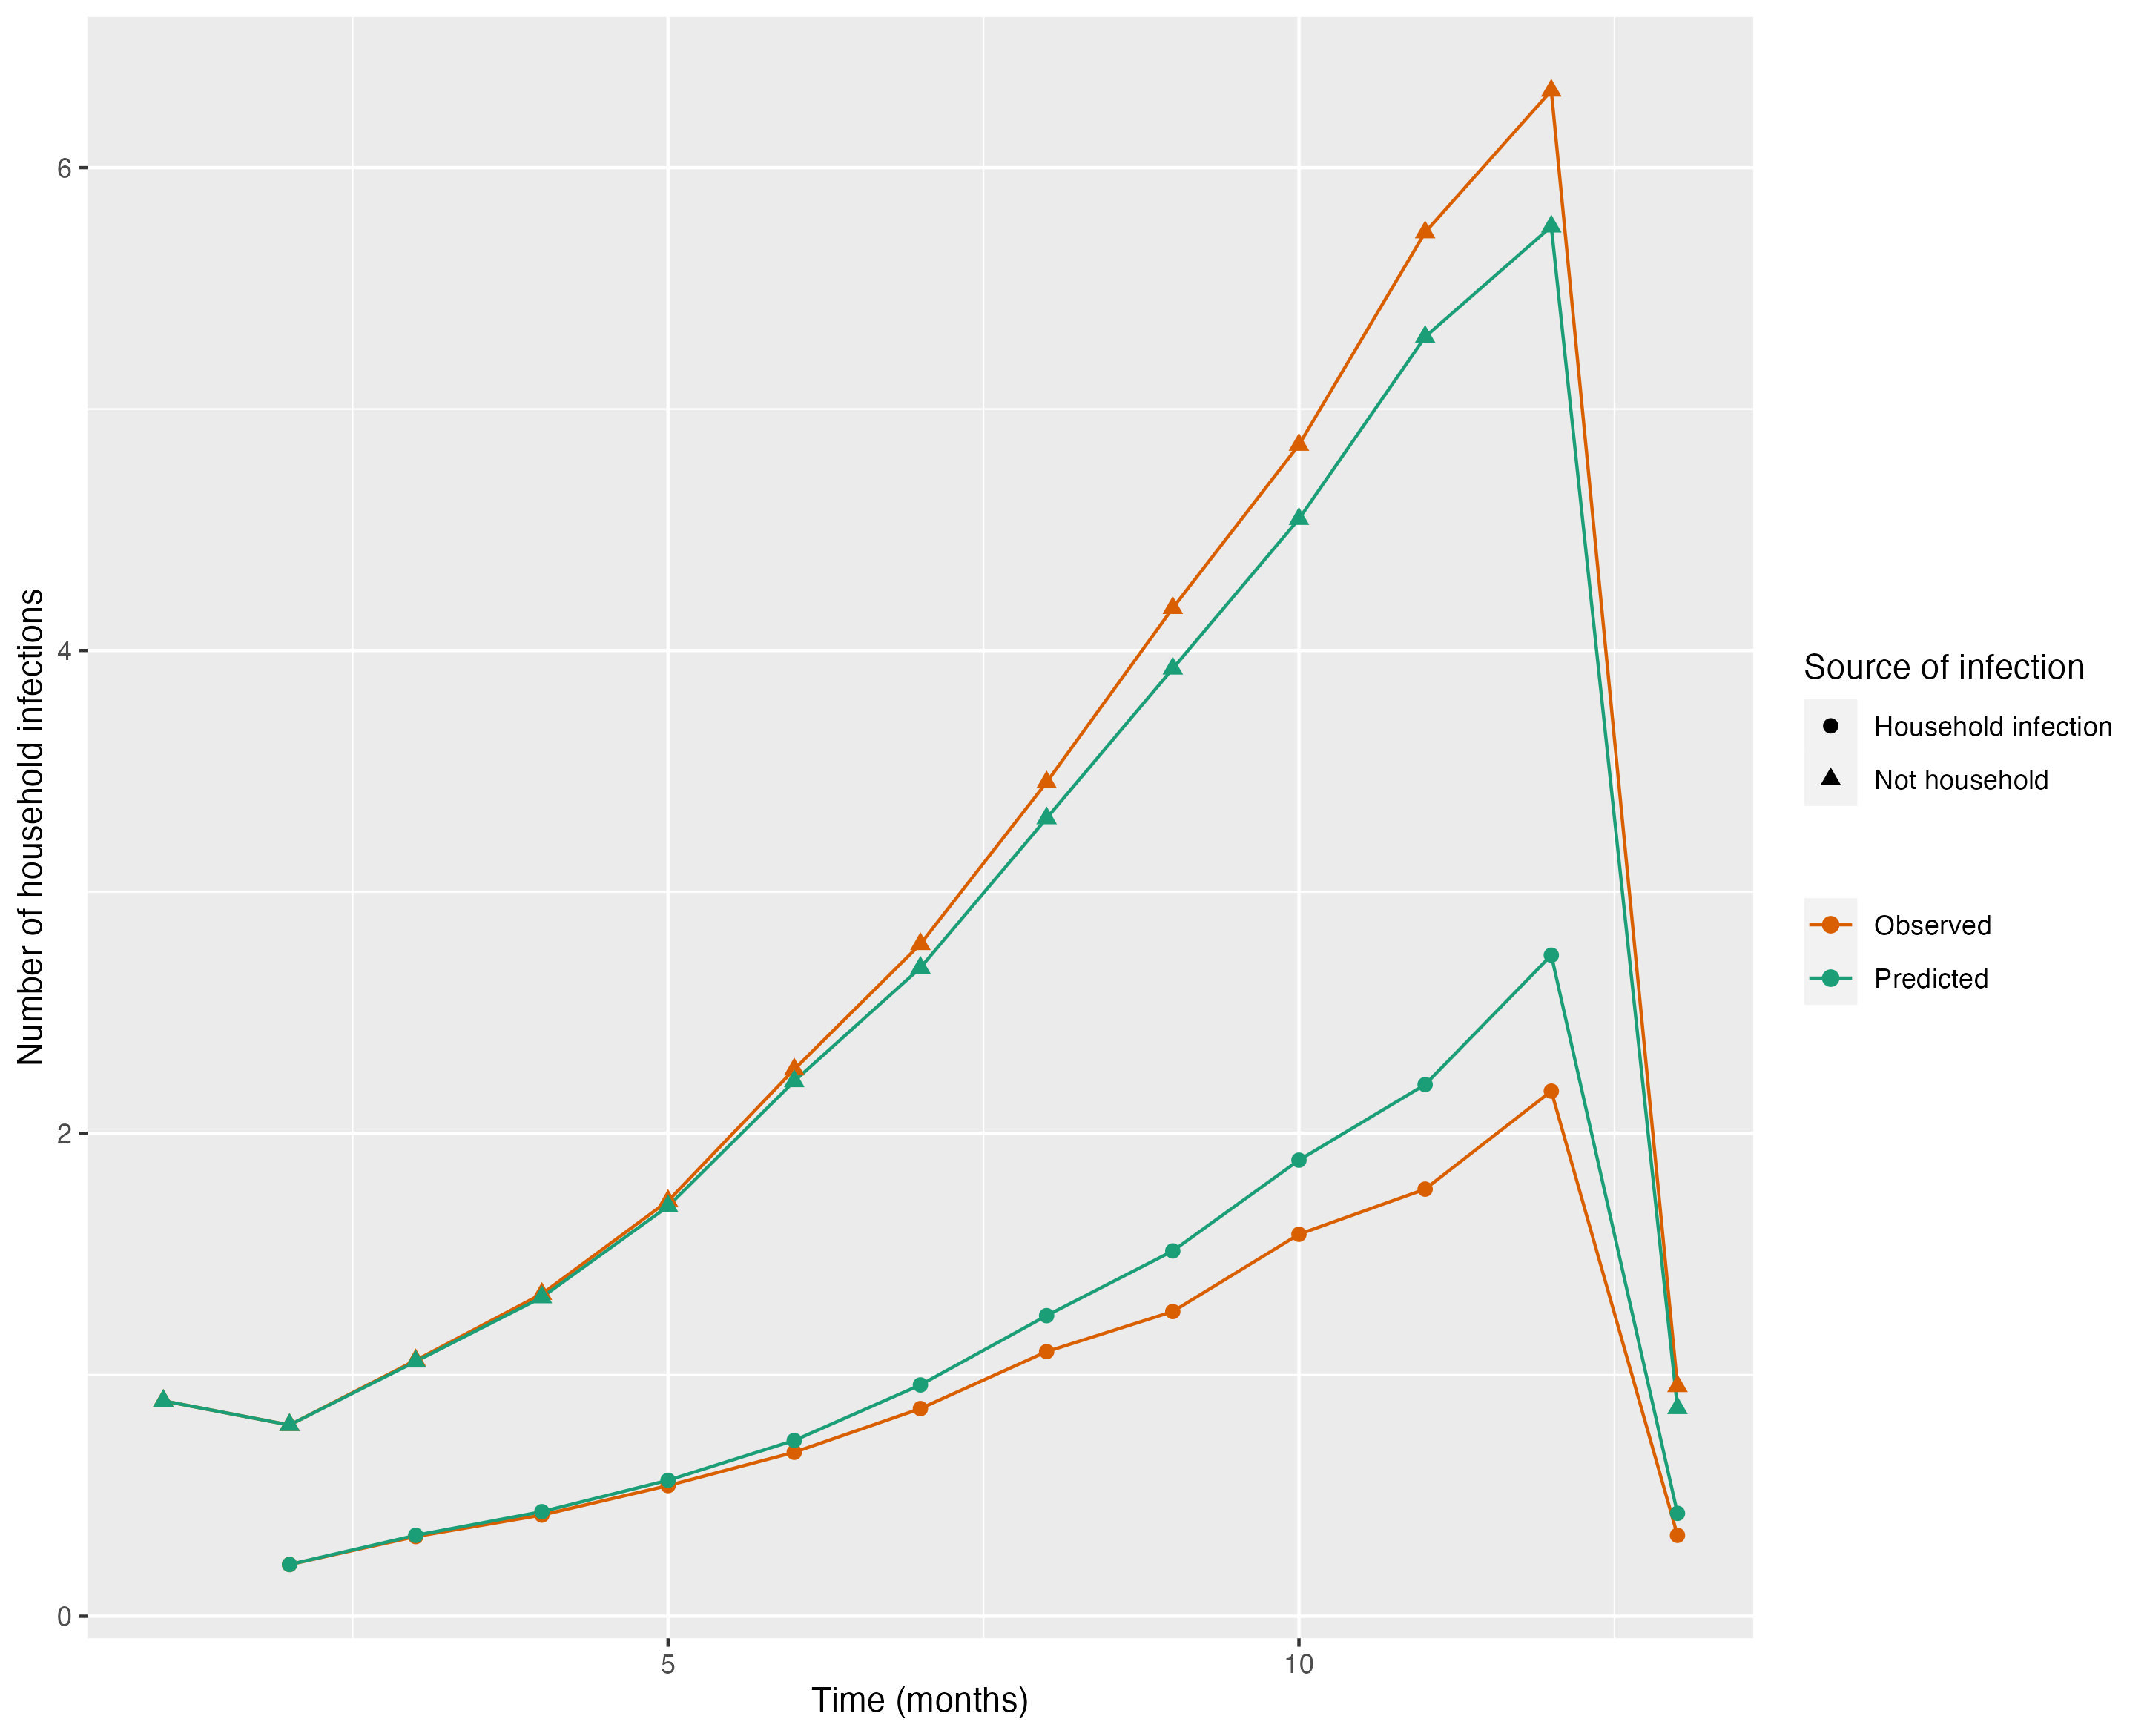 Number of household infections
6
4
2
0
5
10
Time (months)
Source of infection
Household infection
Not household
Observed
Predicted